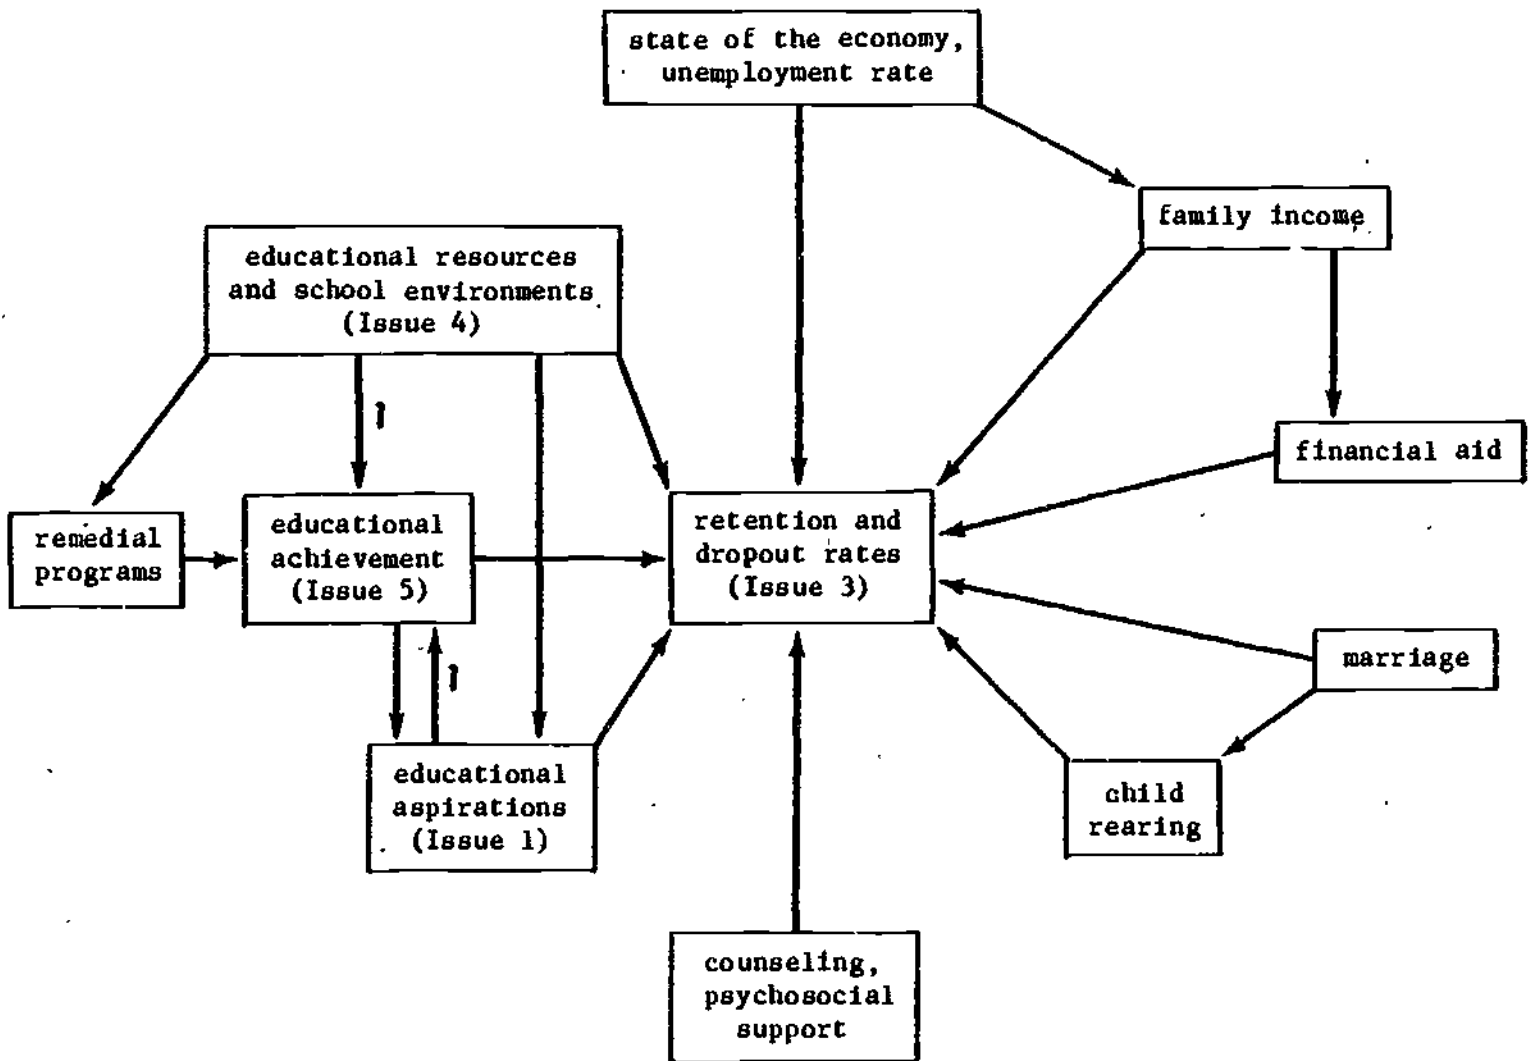 state of the economy,
unemployment rate
family income
educational resources
and school environments
(Issue 4)
1
financial aid
remedial
programs
educational
achievement
(Issue 5)
retention and
dropout rates
(Issue 3)
1
marriage
educational
aspirations
(Issue 1)
child
rearing
counseling,
psychosocial
support